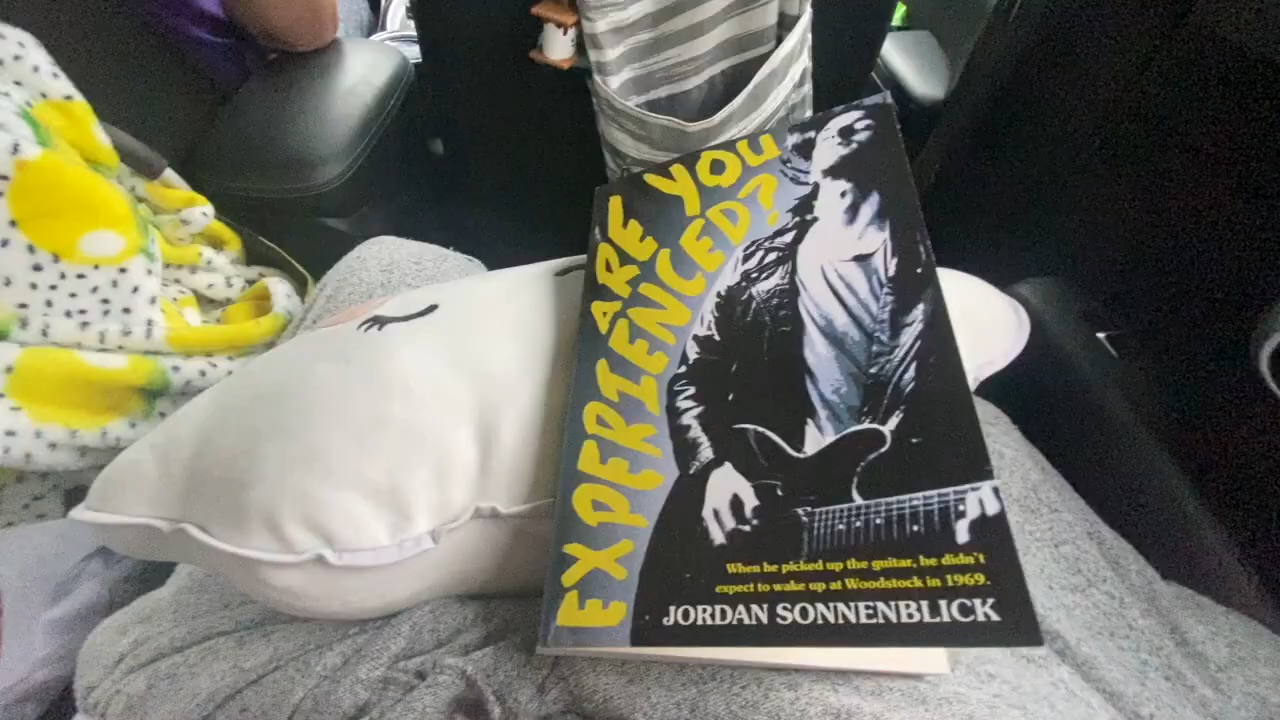 ARE YOU
EXPERIENCED?
When he picked up the guitar, he didn't
expect to wake up at Woodstock in 1969.
JORDAN SONNENBLICK